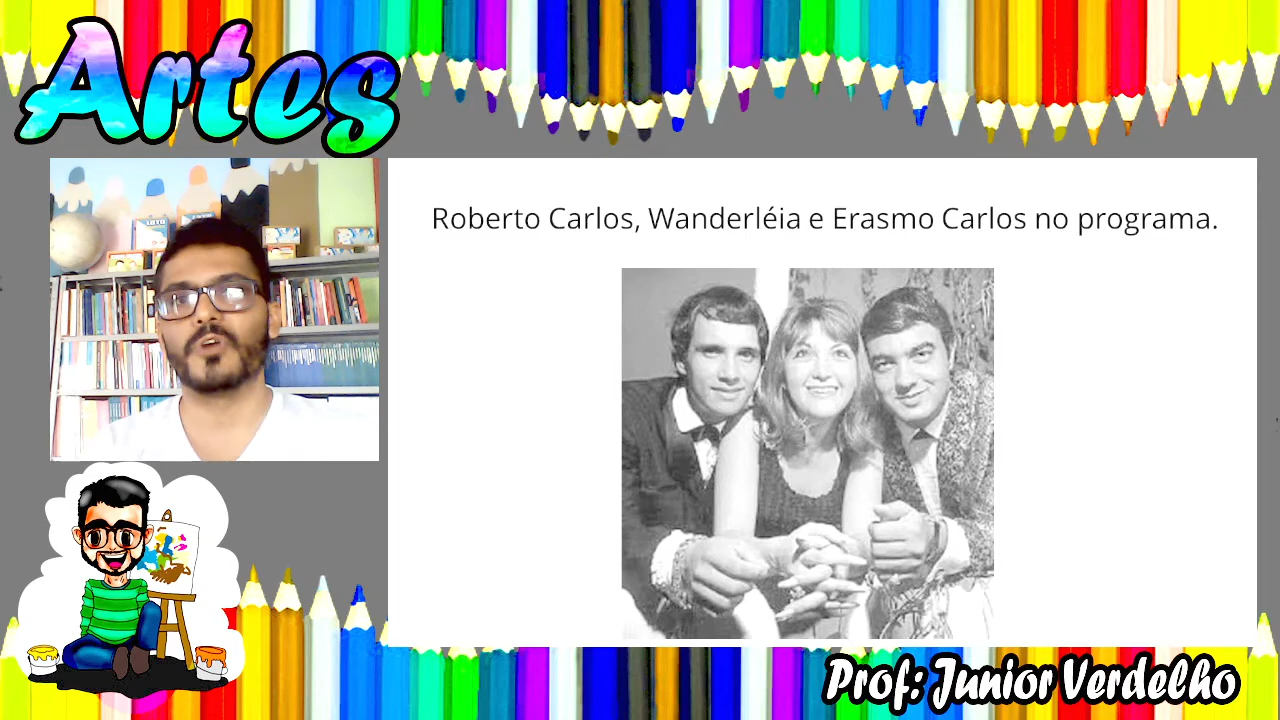 Artes
Roberto Carlos, Wanderléia e Erasmo Carlos no programa.
Prof: Junior Verdelho